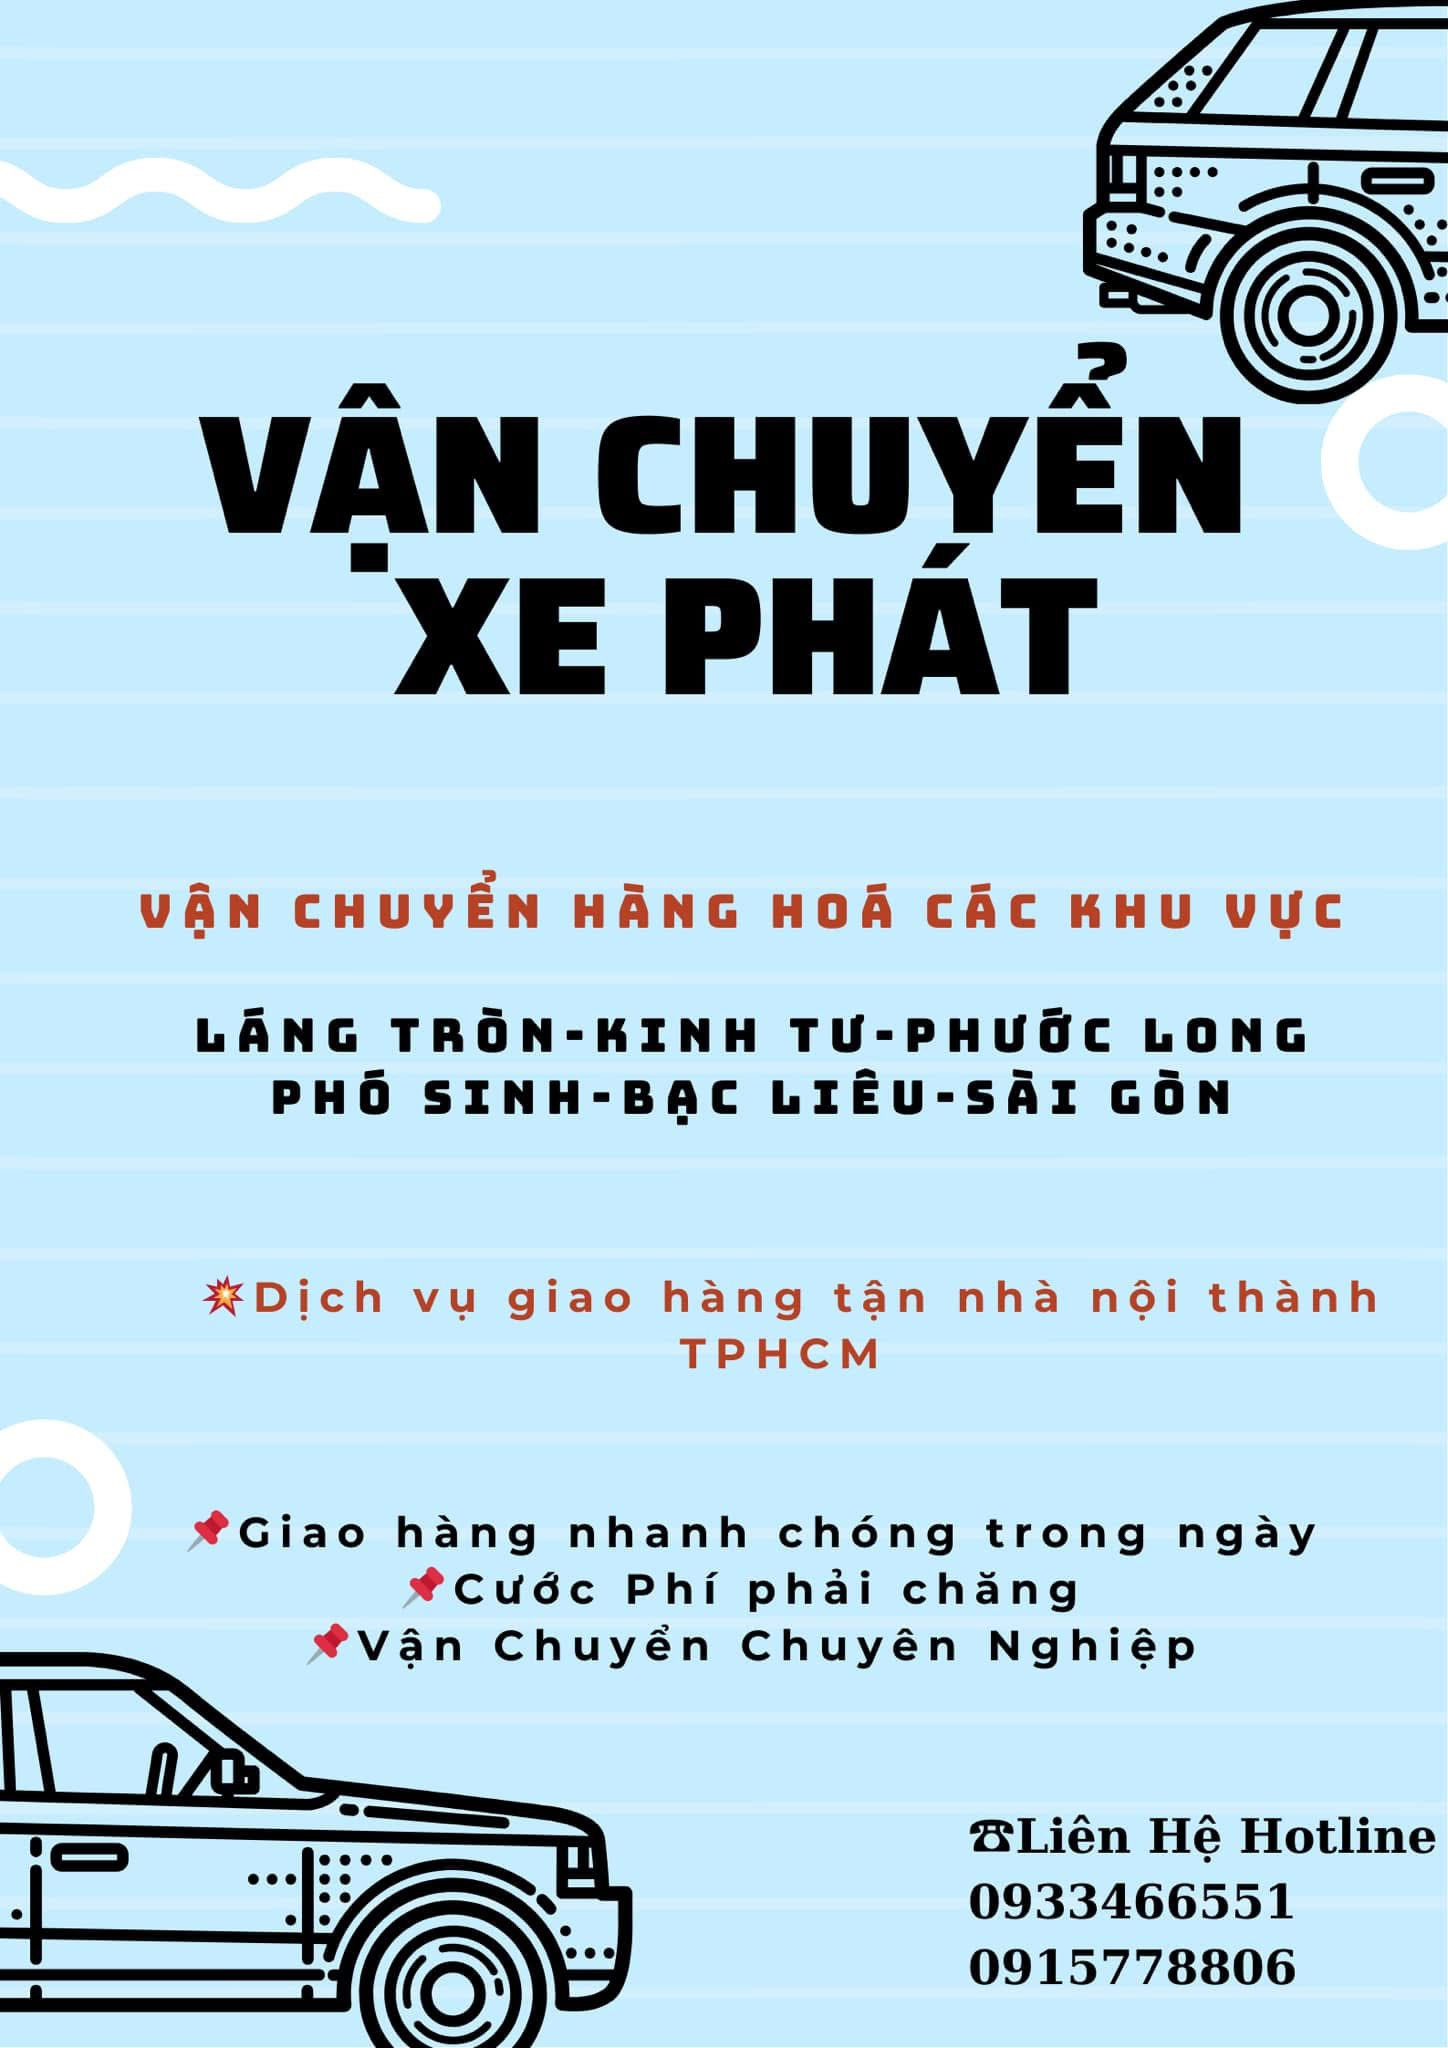 VẬN CHUYỂN
XE PHÁT
VẬN CHUYỂN HÀNG HOÁ CÁC KHU VỰC
LÁNG TRÒN-KINH TƯ-PHƯỚC LONG
PHÓ SINH-BẠC LIÊU-SÀI GÒN
💥Dịch vụ giao hàng tận nhà nội thành
TPHCM
📌Giao hàng nhanh chóng trong ngày
📌Cước Phí phải chăng
📌Vận Chuyển Chuyên Nghiệp
☎Liên Hệ Hotline
0933466551
0915778806